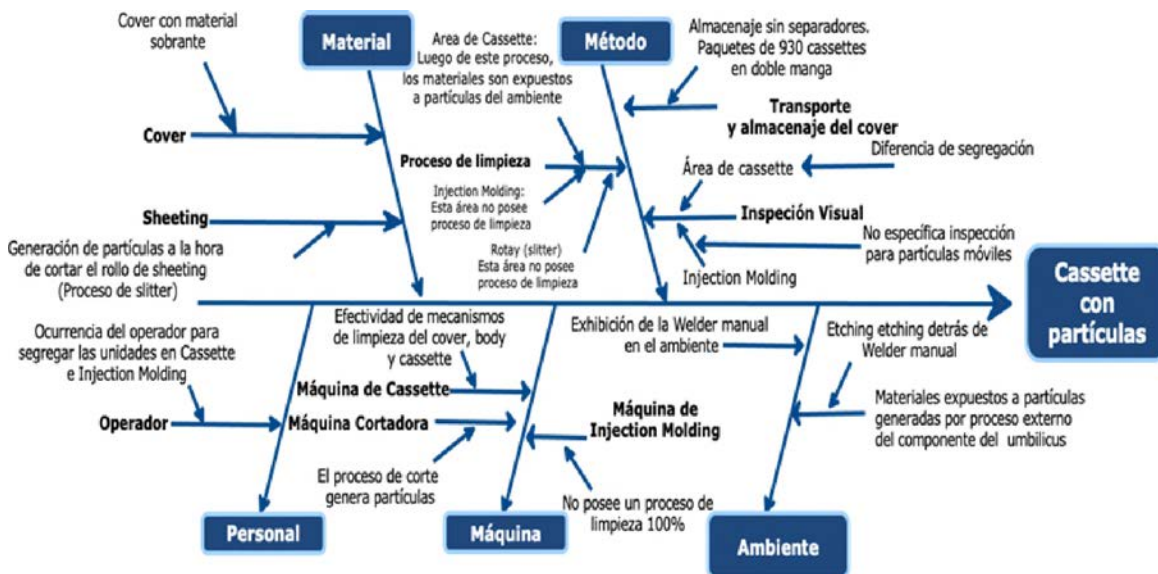 Material
Cover con material
sobrante
Cover
Sheeting
Generación de partículas a la hora
de cortar el rollo de sheeting
(Proceso de slitter)
Método
Area de Cassette:
Luego de este proceso,
los materiales son expuestos
a partículas del ambiente
Proceso de limpieza
Injection Molding:
Esta área no posee
proceso de limpieza
Rotay (slitter)
Esta área no posee
proceso de limpieza
Almacenaje sin separadores.
Paquetes de 930 cassettes
en doble manga
Transporte
y almacenaje del cover
Diferencia de segregación
Área de cassette
Inspeción Visual
No específica inspección
para partículas móviles
Injection Molding
Cassette
con
partículas
Ocurrencia del operador para
segregar las unidades en Cassette
e Injection Molding
Operador
Personal
Efectividad de mecanismos
de limpieza del cover, body
y cassette
Máquina de Cassette
Máquina Cortadora
El proceso de corte
genera partículas
Máquina de
Injection Molding
No posee un proceso de
limpieza 100%
Máquina
Exhibición de la Welder manual
en el ambiente
Etching etching detrás de
Welder manual
Materiales expuestos a partículas
generadas por proceso externo
del componente del umbilicus
Ambiente